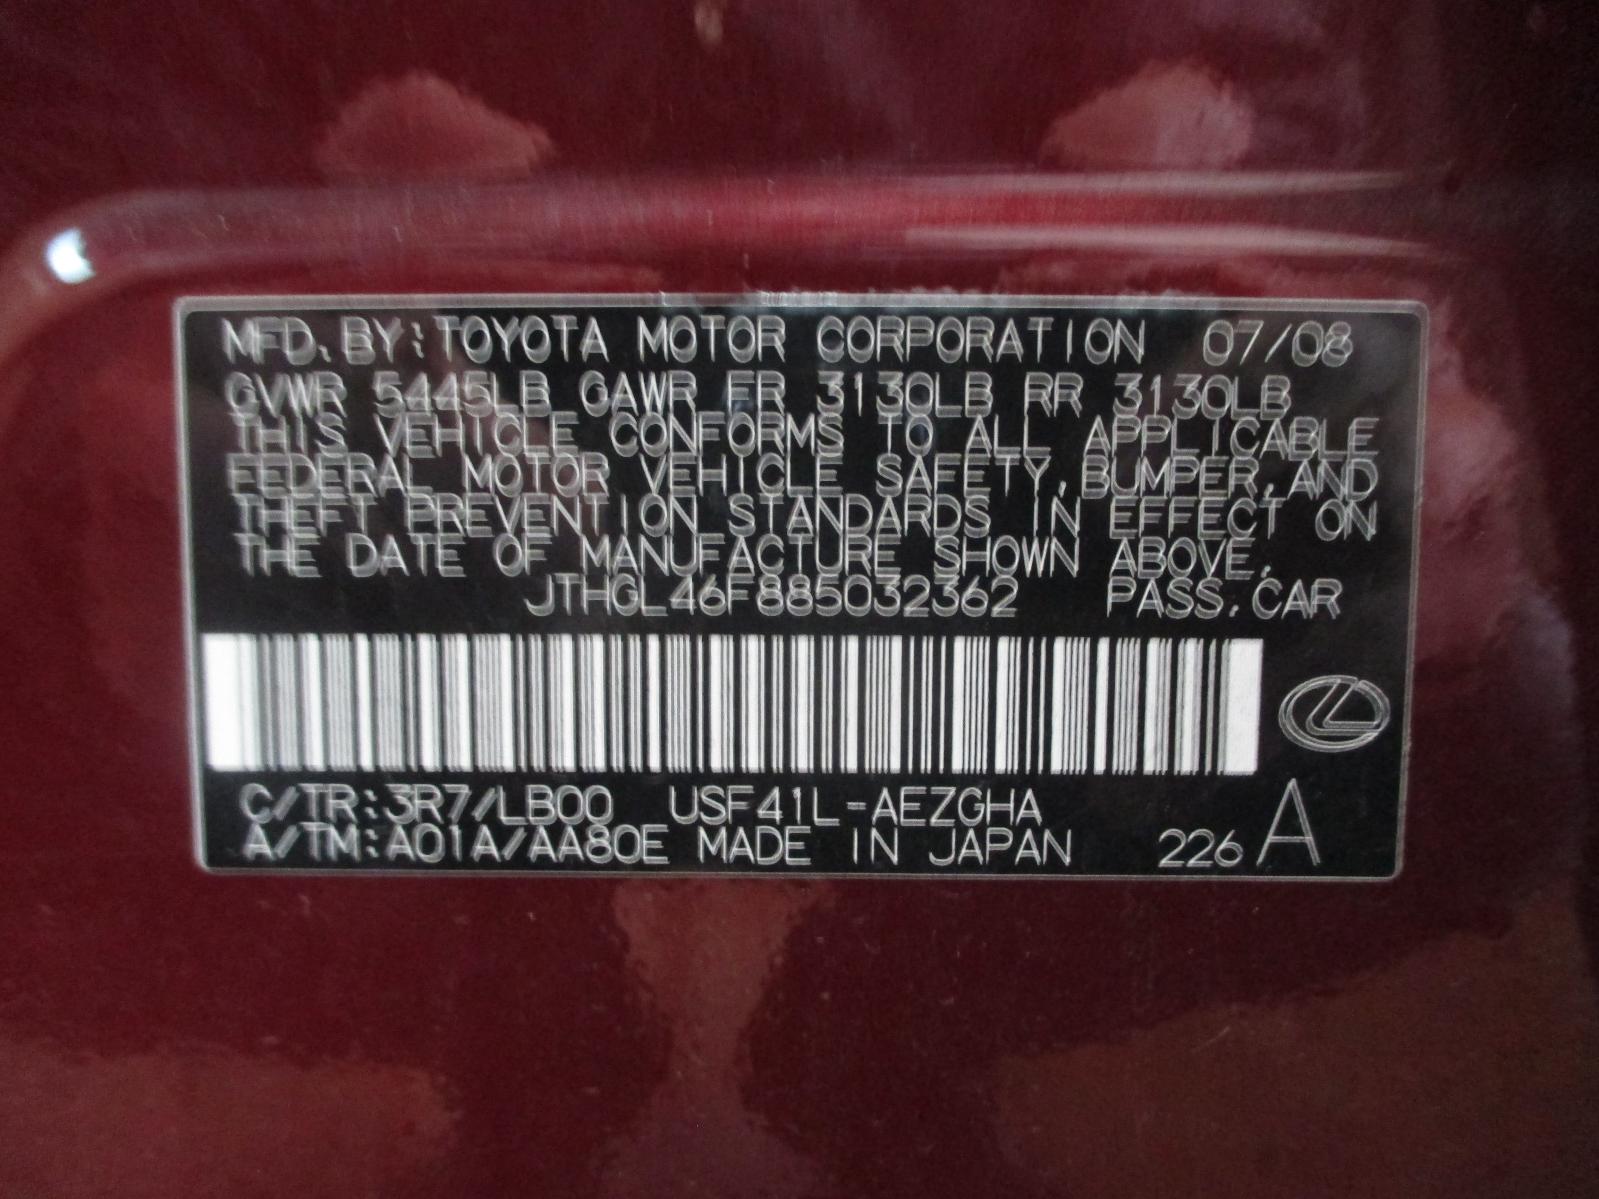 MFD. BY: TOYOTA MOTOR CORPORATION 07/08
GVWR 5445LB GAWR FR 3130LB RR 3130LB
THIS VEHICLE CONFORMS TO ALL APPLICABLE
FEDERAL MOTOR VEHICLE SAFETY, BUMPER, AND
THEFT PREVENTION STANDARDS IN EFFECT ON
THE DATE OF MANUFACTURE SHOWN ABOVE.
JTHGL46F885032362 PASS. CAR
C/TR: 3R7/LB00 USF41L-AEZGHA
A/TM: A01A/AA80E MADE IN JAPAN 226 A